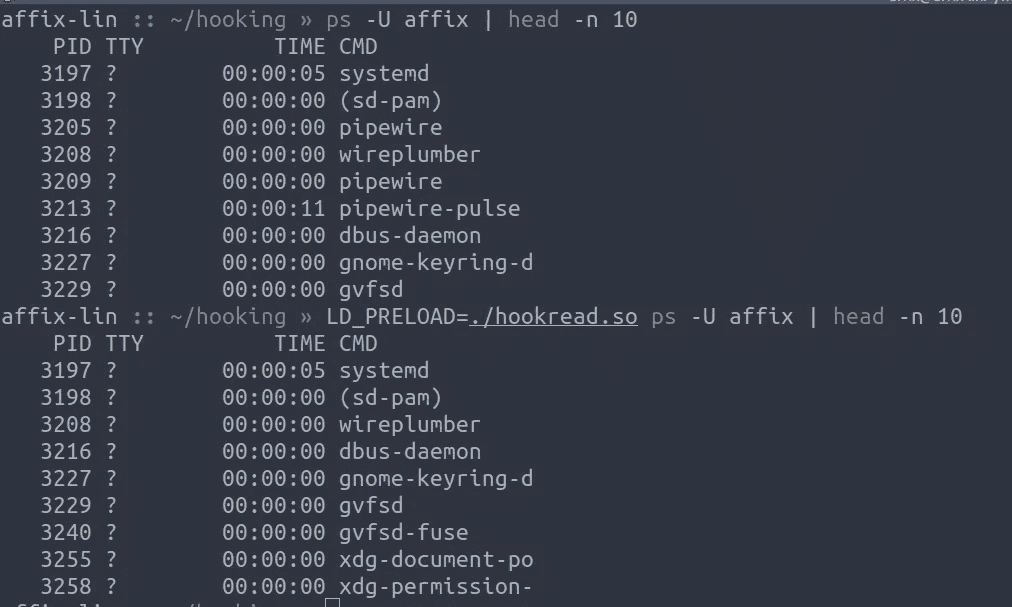 affix-lin :: ~/hooking » ps -U affix | head -n 10
    PID TTY          TIME CMD
   3197 ?        00:00:05 systemd
   3198 ?        00:00:00 (sd-pam)
   3205 ?        00:00:00 pipewire
   3208 ?        00:00:00 wireplumber
   3209 ?        00:00:00 pipewire
   3213 ?        00:00:11 pipewire-pulse
   3216 ?        00:00:00 dbus-daemon
   3227 ?        00:00:00 gnome-keyring-d
   3229 ?        00:00:00 gvfsd
affix-lin :: ~/hooking » LD_PRELOAD=./hookread.so ps -U affix | head -n 10
    PID TTY          TIME CMD
   3197 ?        00:00:05 systemd
   3198 ?        00:00:00 (sd-pam)
   3208 ?        00:00:00 wireplumber
   3216 ?        00:00:00 dbus-daemon
   3227 ?        00:00:00 gnome-keyring-d
   3229 ?        00:00:00 gvfsd
   3240 ?        00:00:00 gvfsd-fuse
   3255 ?        00:00:00 xdg-document-po
   3258 ?        00:00:00 xdg-permission-